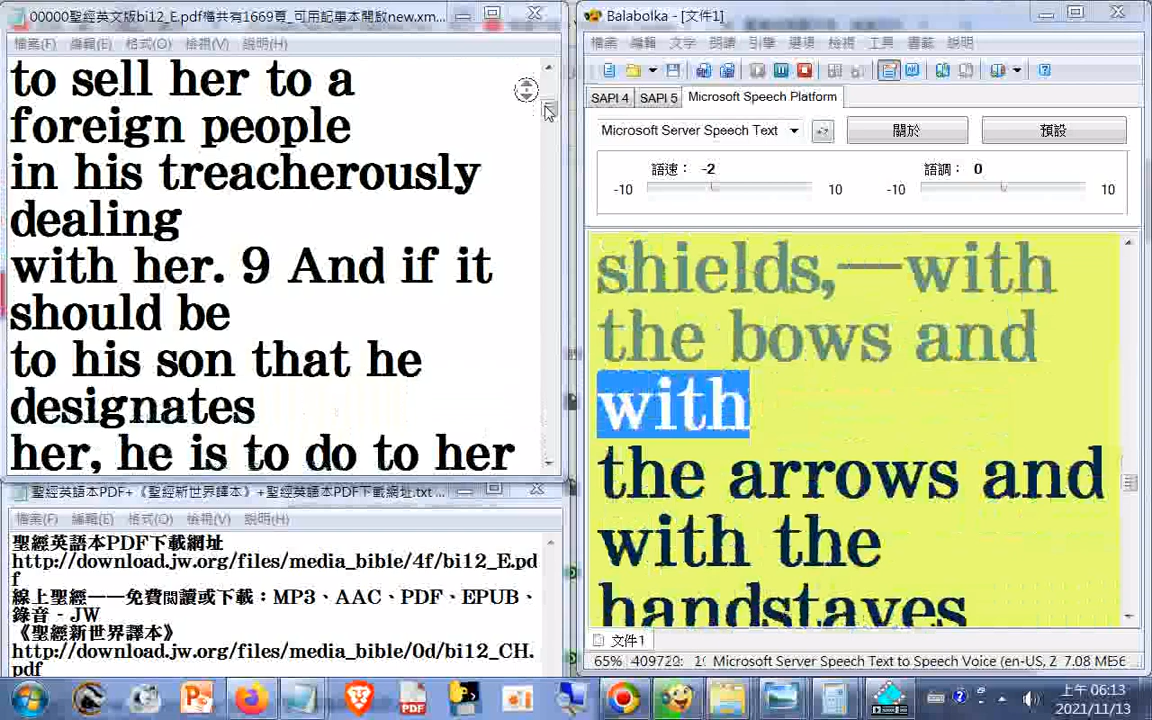 00000聖經英文版bi12_E.pdf檔共有1669頁_可用記事本開啟new.xm...
檔案(F) 編輯(E) 格式(O) 檢視(V) 說明(H)
to sell her to a
foreign people
in his treacherously
dealing
with her. 9 And if it
should be
to his son that he
designates
her, he is to do to her
聖經英語本PDF+《聖經新世界譯本》+聖經英語本PDF下載網址.txt ...
檔案(F) 編輯(E) 格式(O) 檢視(V) 說明(H)
聖經英語本PDF下載網址
http://download.jw.org/files/media_bible/4f/bi12_E.pd
f
線上聖經——免費閱讀或下載：MP3、AAC、PDF、EPUB、
錄音 - JW
《聖經新世界譯本》
http://download.jw.org/files/media_bible/0d/bi12_CH.
pdf
Balabolka - [文件1]
檔案 編輯 文字 朗讀 引擎 選項 檢視 工具 書籤 說明
SAPI 4 SAPI 5 Microsoft Speech Platform
Microsoft Server Speech Text 關於 預設
語速： -2 語調： 0
-10 10 -10 10
shields,—with
the bows and
with
the arrows and
with the
handstaves
文件1
65% Microsoft Server Speech Text to Speech Voice (en-US, Z 7.08 MB
PDF
上午 06:13
2021/11/13